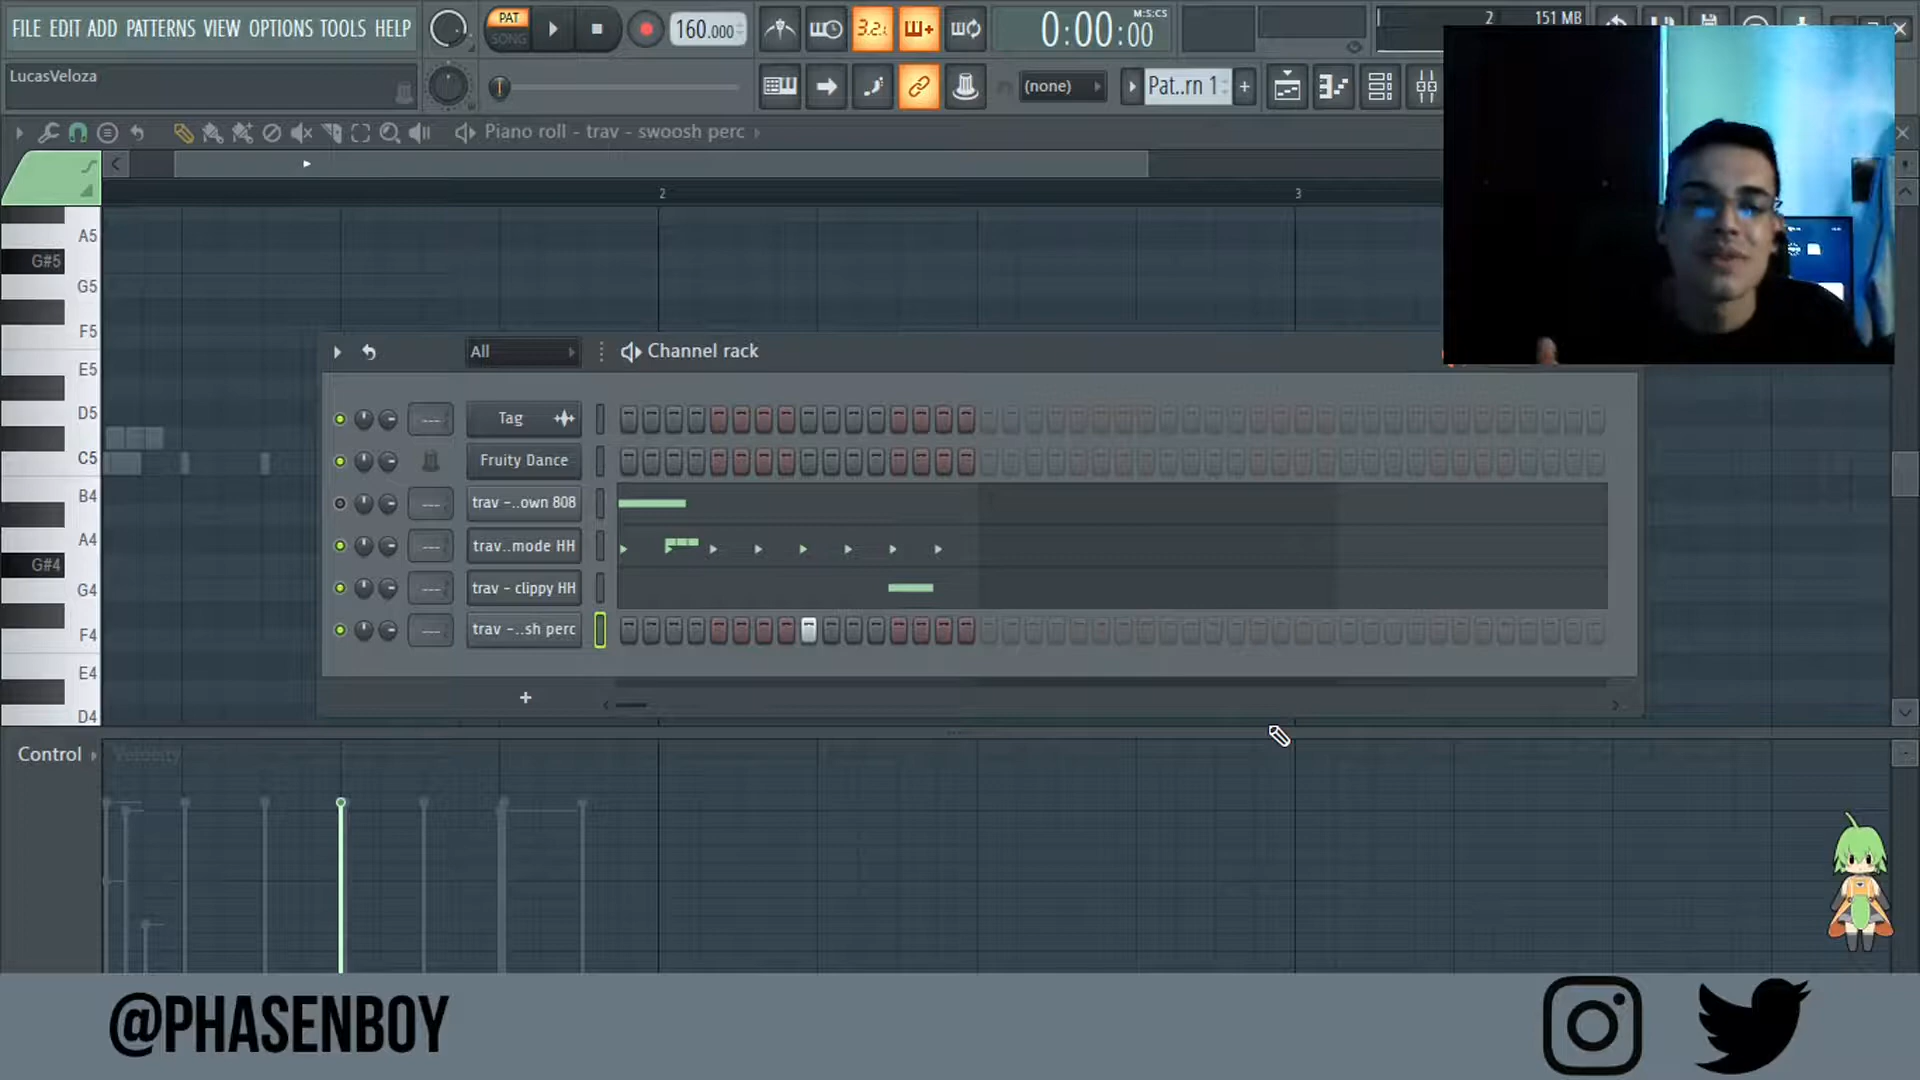 FILE EDIT ADD PATTERNS VIEW OPTIONS TOOLS HELP
PAT
SONG
160.000
3.2.
0:00:00
M:S:CS
2
151 MB
LucasVeloza
(none)
Pat..rn 1
Piano roll - trav - swoosh perc
2
3
A5
G#5
G5
F5
E5
D5
C5
B4
A4
G#4
G4
F4
E4
D4
All
Channel rack
Tag
Fruity Dance
trav -..own 808
trav..mode HH
trav - clippy HH
trav -..sh perc
Control
Velocity
@PHASENBOY